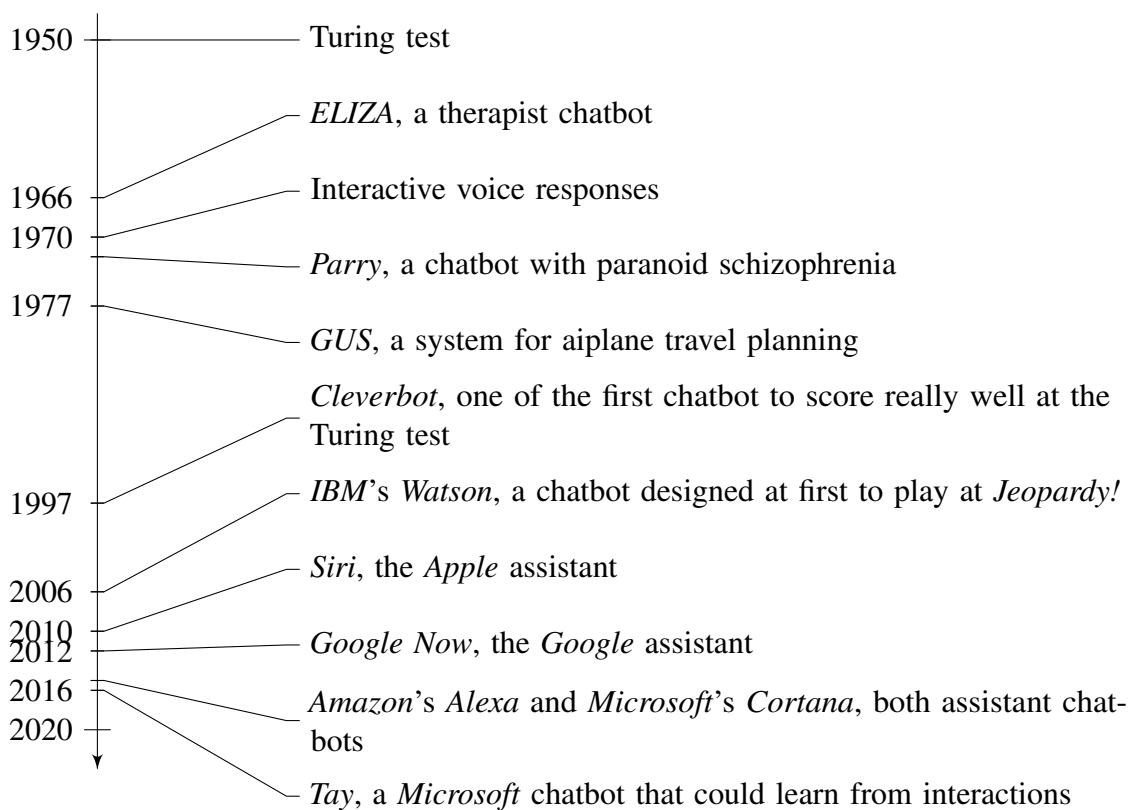 1950 Turing test
ELIZA, a therapist chatbot
1966
Interactive voice responses
1970
Parry, a chatbot with paranoid schizophrenia
1977
GUS, a system for aiplane travel planning
Cleverbot, one of the first chatbot to score really well at the
Turing test
1997
IBM's Watson, a chatbot designed at first to play at Jeopardy!
Siri, the Apple assistant
2006
2010
2012
Google Now, the Google assistant
2016
Amazon's Alexa and Microsoft's Cortana, both assistant chat-
bots
2020
Tay, a Microsoft chatbot that could learn from interactions